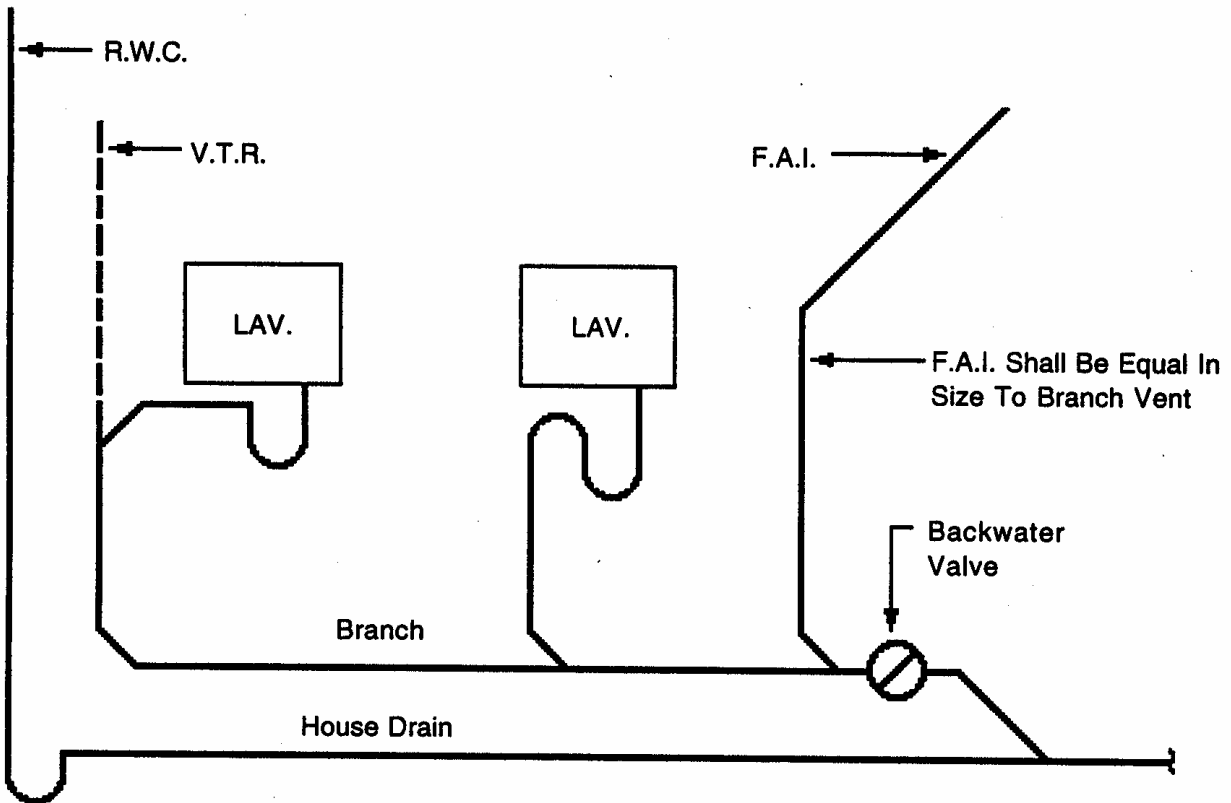 R.W.C.
V.T.R.
F.A.I.
LAV.
LAV.
F.A.I. Shall Be Equal In
Size To Branch Vent
Backwater
Valve
Branch
House Drain